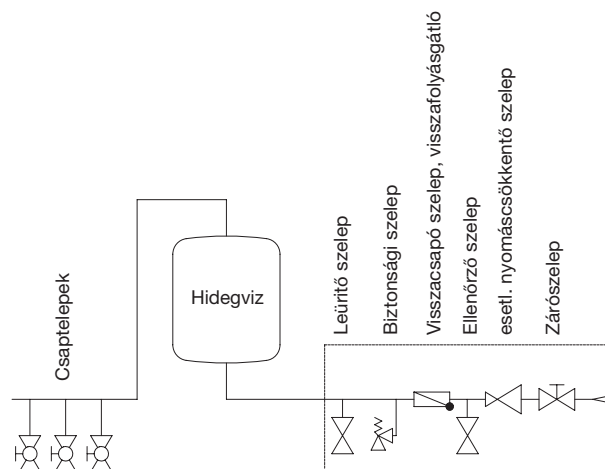 Csaptelepek
Hidegviz
Leürítő szelep
Biztonsági szelep
Visszacsapó szelep, visszafolyásgátló
Ellenőrző szelep
esetl. nyomáscsökkentő szelep
Zárószelep